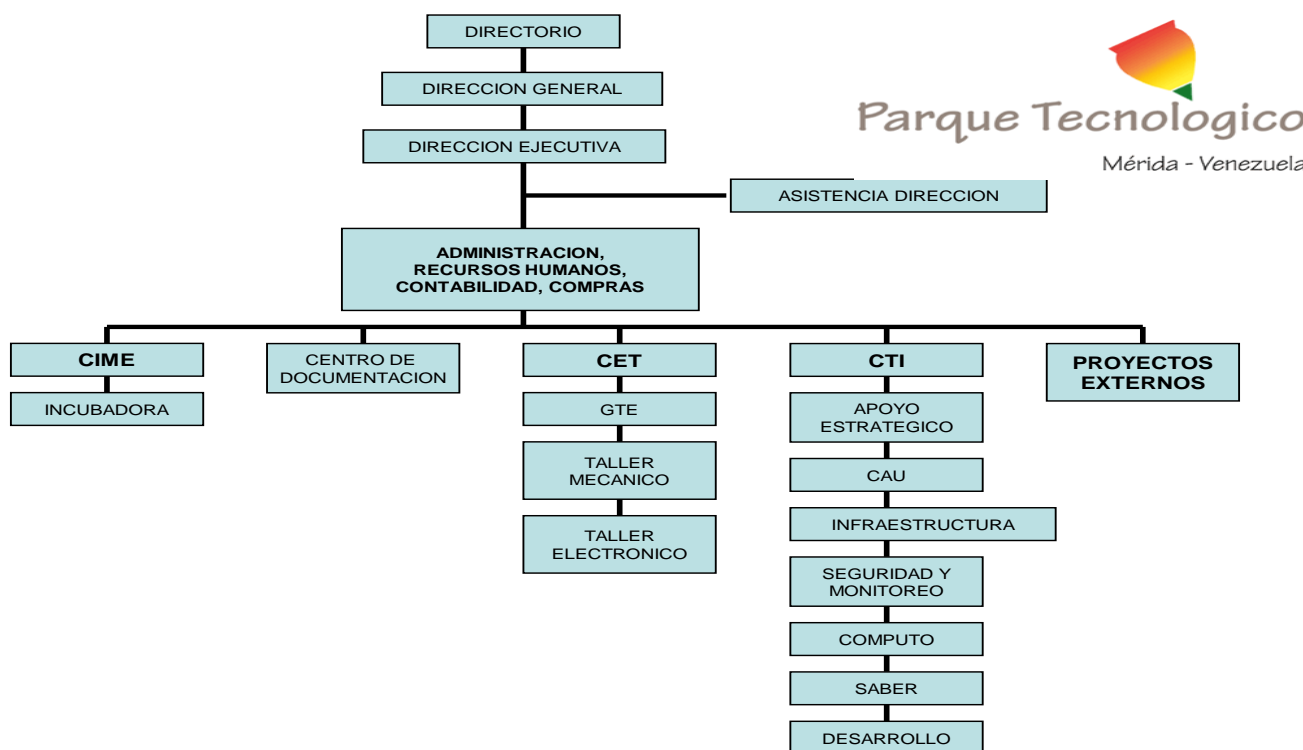 DIRECTORIO
DIRECCION GENERAL
DIRECCION EJECUTIVA
Parque Tecnologico
Mérida - Venezuela
ASISTENCIA DIRECCION
ADMINISTRACION,
RECURSOS HUMANOS,
CONTABILIDAD, COMPRAS
CIME
INCUBADORA
CENTRO DE
DOCUMENTACION
CET
GTE
TALLER
MECANICO
TALLER
ELECTRONICO
CTI
APOYO
ESTRATEGICO
CAU
INFRAESTRUCTURA
SEGURIDAD Y
MONITOREO
COMPUTO
SABER
DESARROLLO
PROYECTOS
EXTERNOS